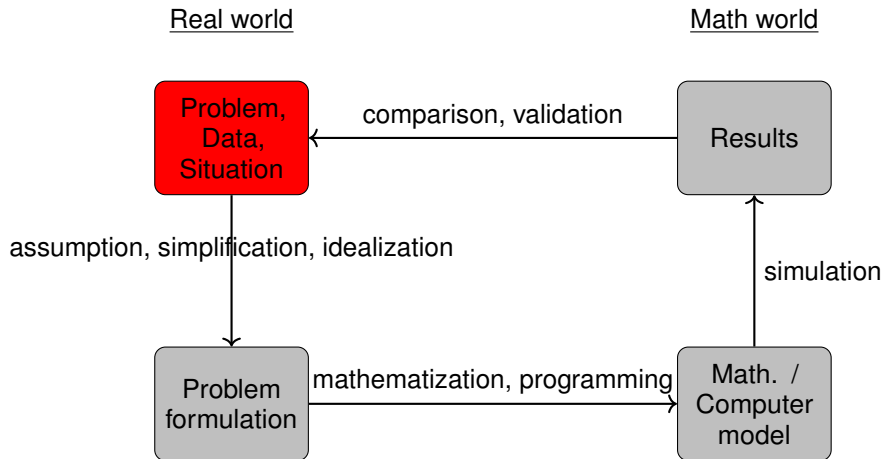 Real world
Math world
Problem,
Data,
Situation
comparison, validation
Results
assumption, simplification, idealization
simulation
Problem
formulation
mathematization, programming
Math. /
Computer
model